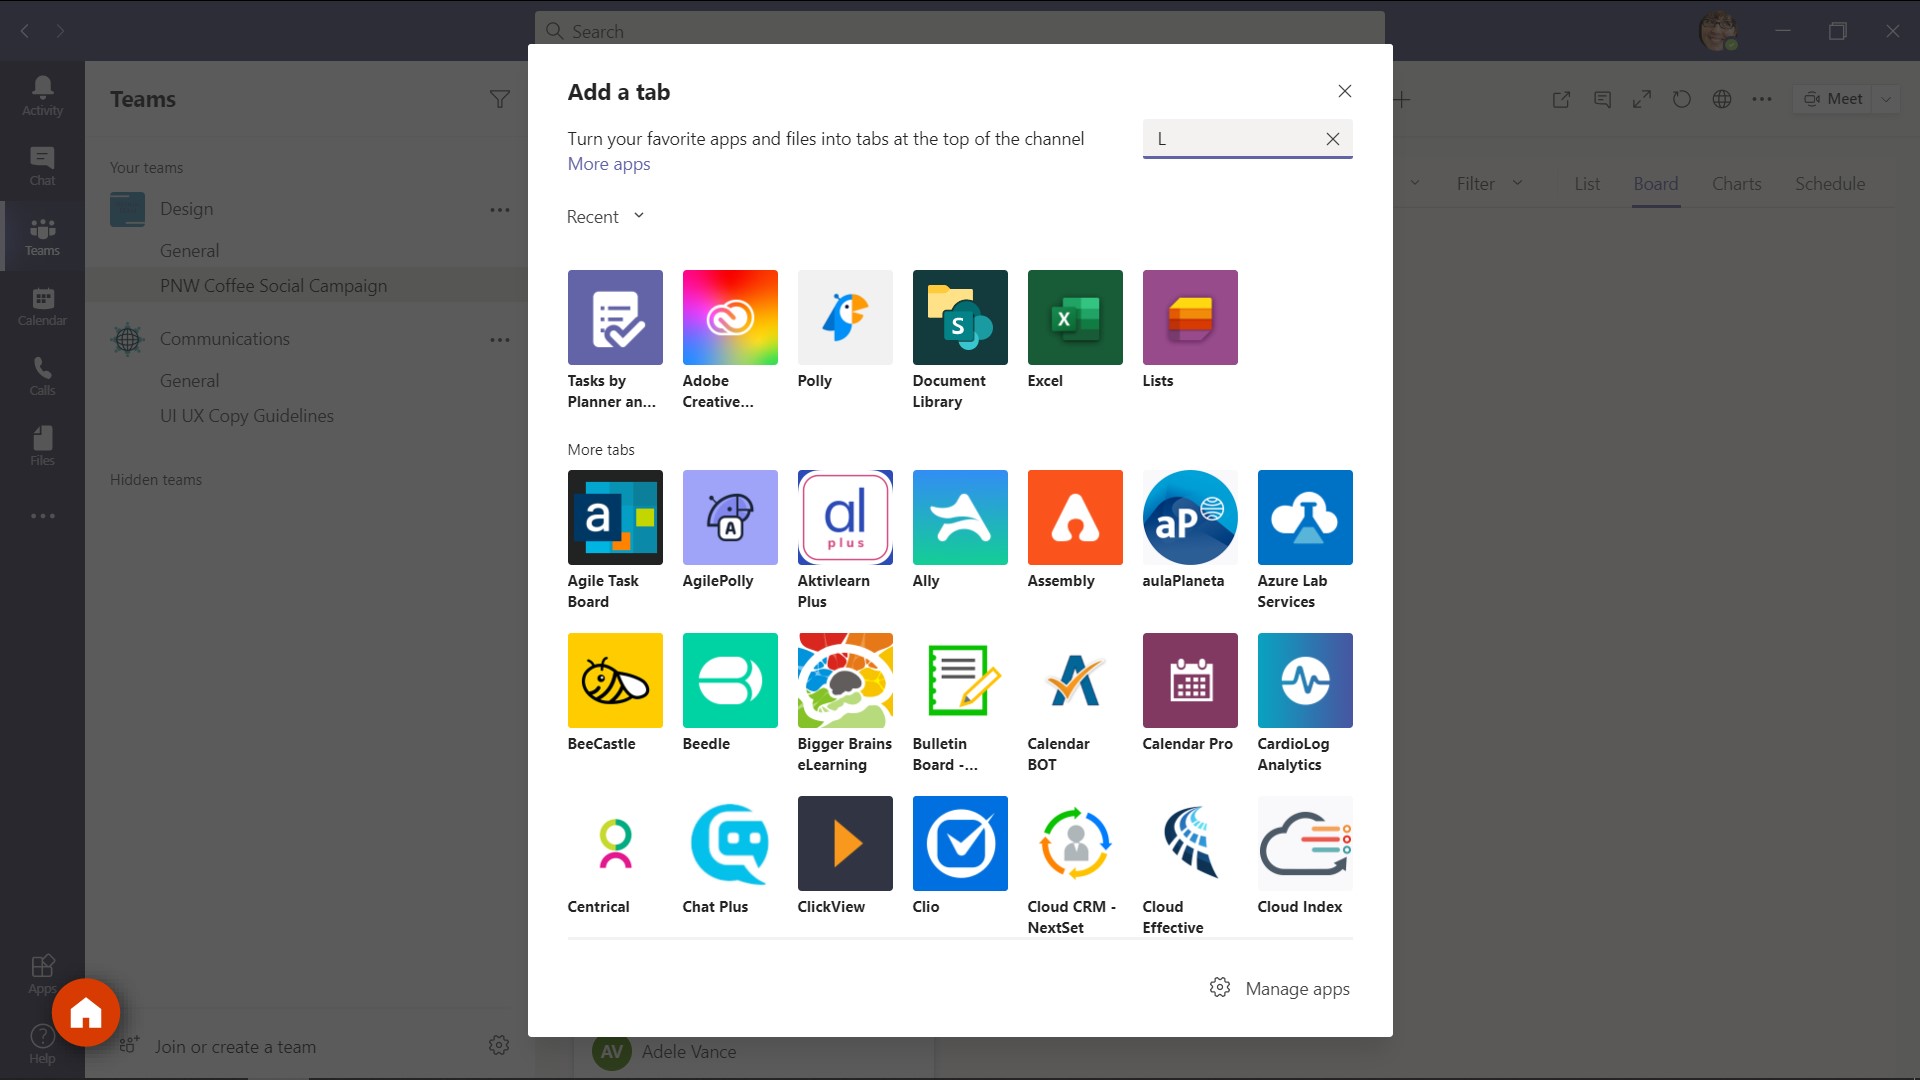 Search
Activity
Chat
Teams
Calendar
Calls
Files
Apps
Help
Teams
Your teams
Design
General
PNW Coffee Social Campaign
Communications
General
UI UX Copy Guidelines
Hidden teams
Join or create a team
Meet
Filter
List
Board
Charts
Schedule
AV
Adele Vance
Add a tab
Turn your favorite apps and files into tabs at the top of the channel
More apps
L
Recent
S
X
Tasks by
Planner an...
Adobe
Creative...
Polly
Document
Library
Excel
Lists
More tabs
a
A
al
plus
aP
Agile Task
Board
AgilePolly
Aktivlearn
Plus
Ally
Assembly
aulaPlaneta
Azure Lab
Services
BeeCastle
Beedle
Bigger Brains
eLearning
Bulletin
Board -...
Calendar
BOT
Calendar Pro
CardioLog
Analytics
Centrical
Chat Plus
ClickView
Clio
Cloud CRM -
NextSet
Cloud
Effective
Cloud Index
Manage apps